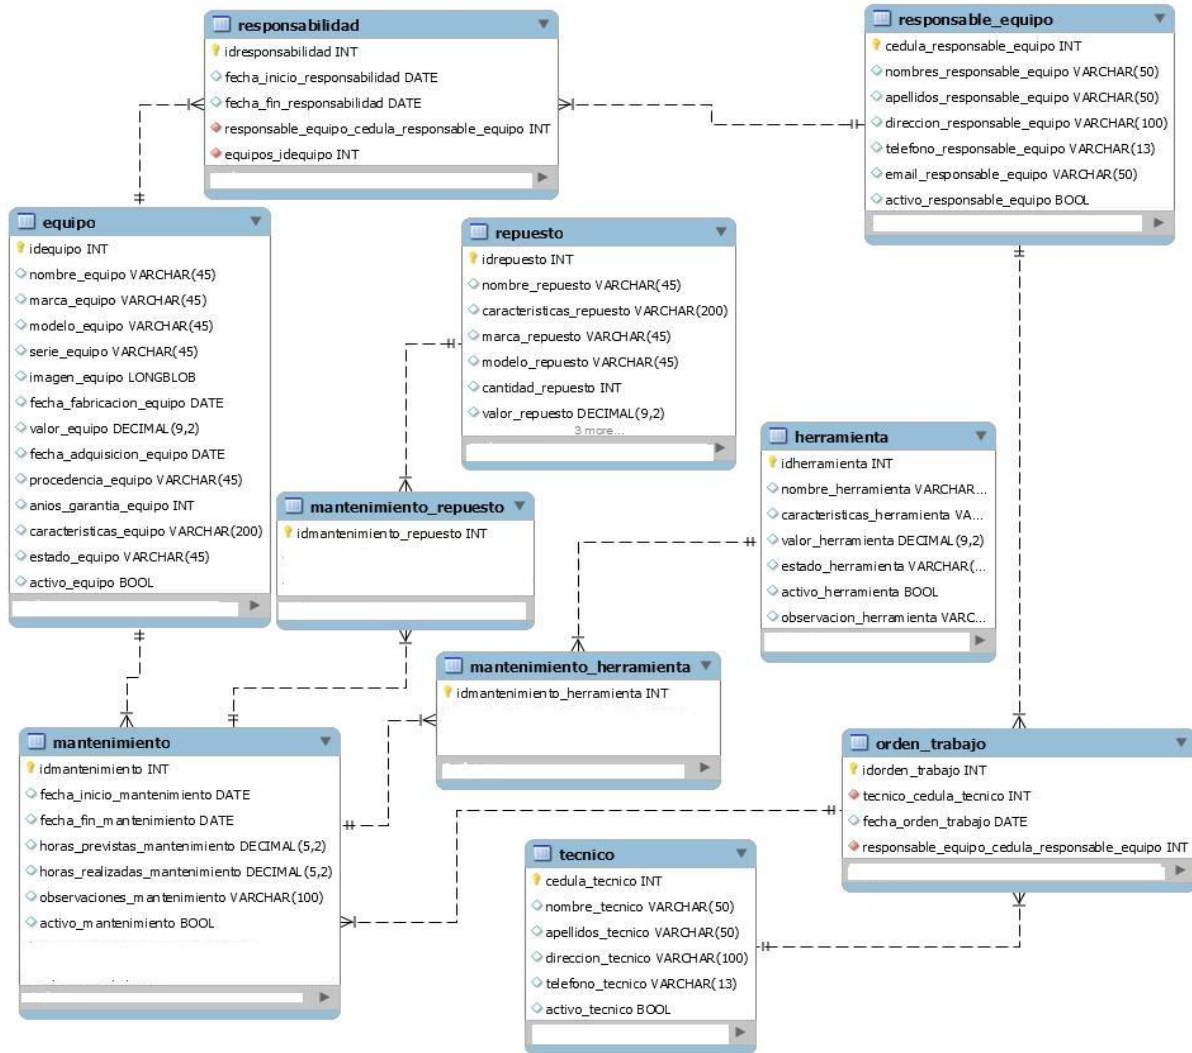 responsabilidad
idresponsabilidad INT
fecha_inicio_responsabilidad DATE
fecha_fin_responsabilidad DATE
responsable_equipo_cedula_responsable_equipo INT
equipos_idequipo INT
responsable_equipo
cedula_responsable_equipo INT
nombres_responsable_equipo VARCHAR(50)
apellidos_responsable_equipo VARCHAR(50)
direccion_responsable_equipo VARCHAR(100)
telefono_responsable_equipo VARCHAR(13)
email_responsable_equipo VARCHAR(50)
activo_responsable_equipo BOOL
equipo
idequipo INT
nombre_equipo VARCHAR(45)
marca_equipo VARCHAR(45)
modelo_equipo VARCHAR(45)
serie_equipo VARCHAR(45)
imagen_equipo LONGBLOB
fecha_fabricacion_equipo DATE
valor_equipo DECIMAL(9,2)
fecha_adquisicion_equipo DATE
procedencia_equipo VARCHAR(45)
anios_garantia_equipo INT
caracteristicas_equipo VARCHAR(200)
estado_equipo VARCHAR(45)
activo_equipo BOOL
repuesto
idrepuesto INT
nombre_repuesto VARCHAR(45)
caracteristicas_repuesto VARCHAR(200)
marca_repuesto VARCHAR(45)
modelo_repuesto VARCHAR(45)
cantidad_repuesto INT
valor_repuesto DECIMAL(9,2)
3 more...
herramienta
idherramienta INT
nombre_herramienta VARCHAR...
caracteristicas_herramienta VA...
valor_herramienta DECIMAL(9,2)
estado_herramienta VARCHAR(...
activo_herramienta BOOL
observacion_herramienta VARC...
mantenimiento_repuesto
idmantenimiento_repuesto INT
mantenimiento_herramienta
idmantenimiento_herramienta INT
mantenimiento
idmantenimiento INT
fecha_inicio_mantenimiento DATE
fecha_fin_mantenimiento DATE
horas_previstas_mantenimiento DECIMAL(5,2)
horas_realizadas_mantenimiento DECIMAL(5,2)
observaciones_mantenimiento VARCHAR(100)
activo_mantenimiento BOOL
orden_trabajo
idorden_trabajo INT
tecnico_cedula_tecnico INT
fecha_orden_trabajo DATE
responsable_equipo_cedula_responsable_equipo INT
tecnico
cedula_tecnico INT
nombre_tecnico VARCHAR(50)
apellidos_tecnico VARCHAR(50)
direccion_tecnico VARCHAR(100)
telefono_tecnico VARCHAR(13)
activo_tecnico BOOL